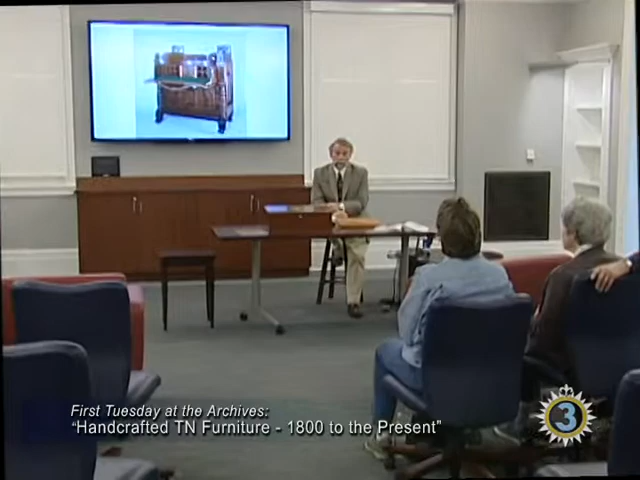 First Tuesday at the Archives:
"Handcrafted TN Furniture - 1800 to the Present"
3